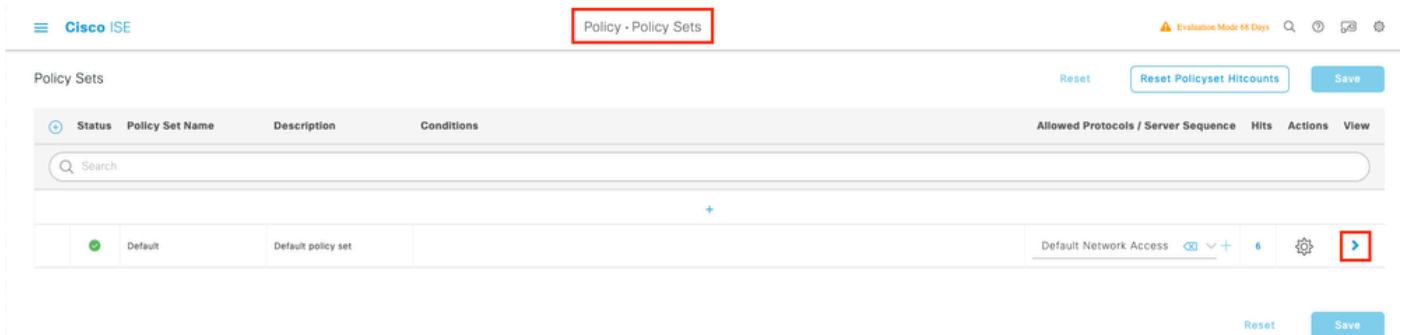 Cisco ISE
Policy · Policy Sets
Evaluation Mode 68 Days
Policy Sets
Reset
Reset Policyset Hitcounts
Save
Status Policy Set Name Description Conditions Allowed Protocols / Server Sequence Hits Actions View
Search
+
Default Default policy set Default Network Access + 6
Reset
Save